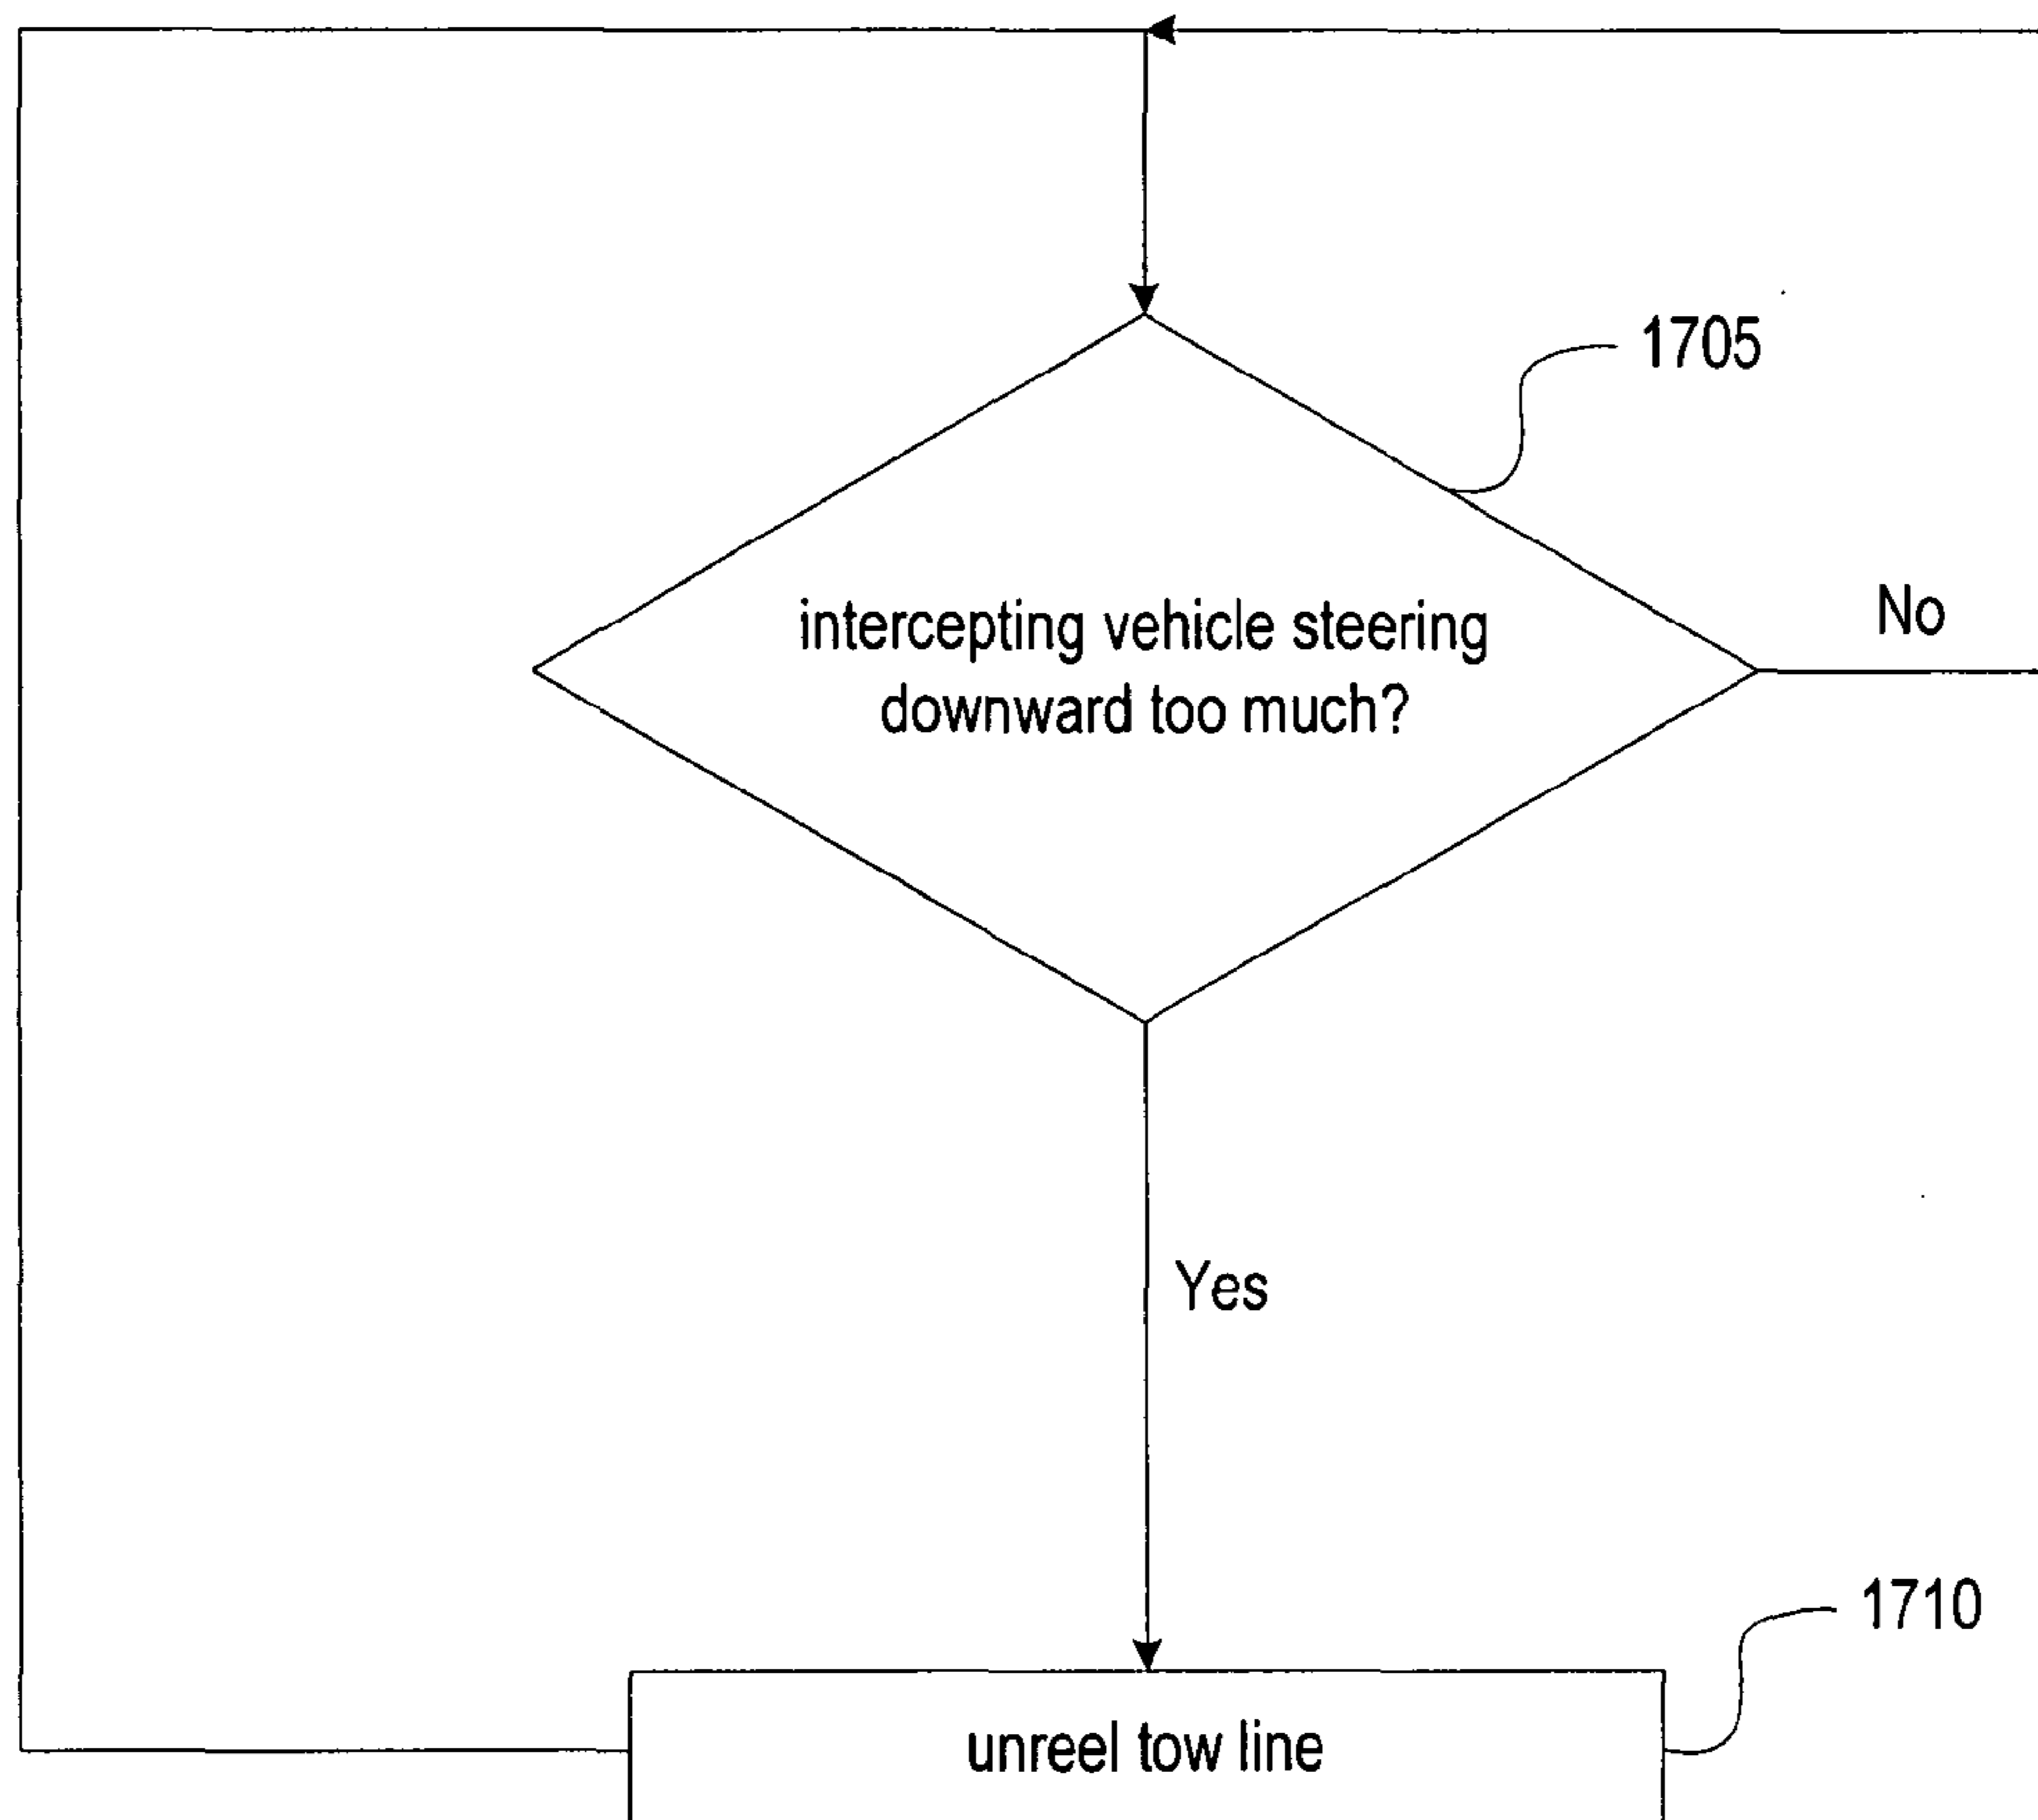 1705
intercepting vehicle steering
downward too much?
No
Yes
1710
unreel tow line